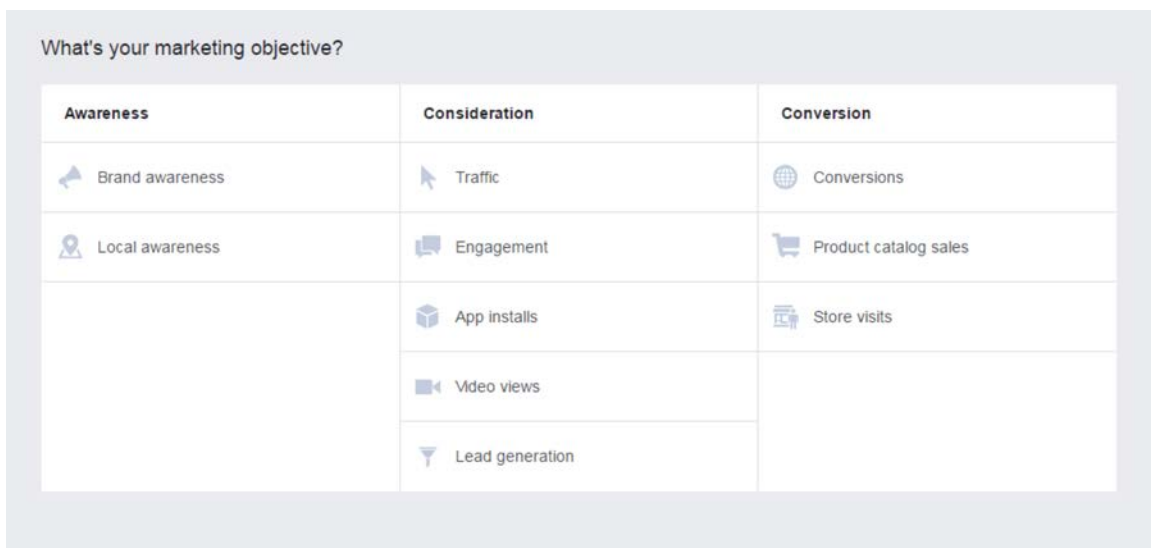 What's your marketing objective?
Awareness
Consideration
Conversion
Brand awareness
Traffic
Conversions
Local awareness
Engagement
Product catalog sales
App installs
Store visits
Video views
Lead generation